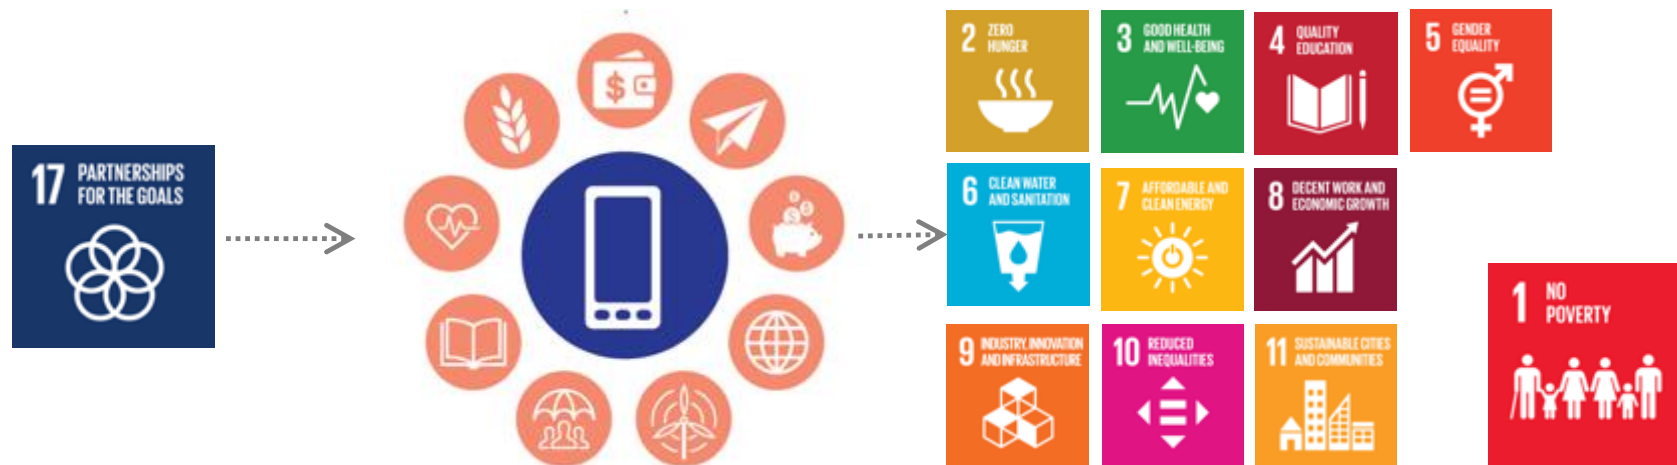 17 PARTNERSHIPS
FOR THE GOALS
$
$
$
2 ZERO
HUNGER
3 GOOD HEALTH
AND WELL-BEING
4 QUALITY
EDUCATION
5 GENDER
EQUALITY
6 CLEAN WATER
AND SANITATION
7 AFFORDABLE AND
CLEAN ENERGY
8 DECENT WORK AND
ECONOMIC GROWTH
9 INDUSTRY, INNOVATION
AND INFRASTRUCTURE
10 REDUCED
INEQUALITIES
11 SUSTAINABLE CITIES
AND COMMUNITIES
1 NO
POVERTY